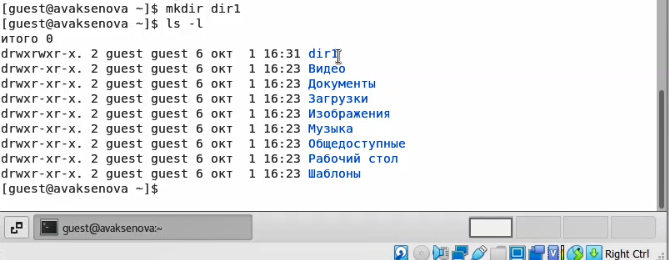 [guest@avaksenova ~]$ mkdir dir1
[guest@avaksenova ~]$ ls -l
итого 0
drwxrwxr-x. 2 guest guest 6 окт  1 16:31 dir1
drwxr-xr-x. 2 guest guest 6 окт  1 16:23 Видео
drwxr-xr-x. 2 guest guest 6 окт  1 16:23 Документы
drwxr-xr-x. 2 guest guest 6 окт  1 16:23 Загрузки
drwxr-xr-x. 2 guest guest 6 окт  1 16:23 Изображения
drwxr-xr-x. 2 guest guest 6 окт  1 16:23 Музыка
drwxr-xr-x. 2 guest guest 6 окт  1 16:23 Общедоступные
drwxr-xr-x. 2 guest guest 6 окт  1 16:23 Рабочий стол
drwxr-xr-x. 2 guest guest 6 окт  1 16:23 Шаблоны
[guest@avaksenova ~]$
guest@avaksenova:~
Right Ctrl